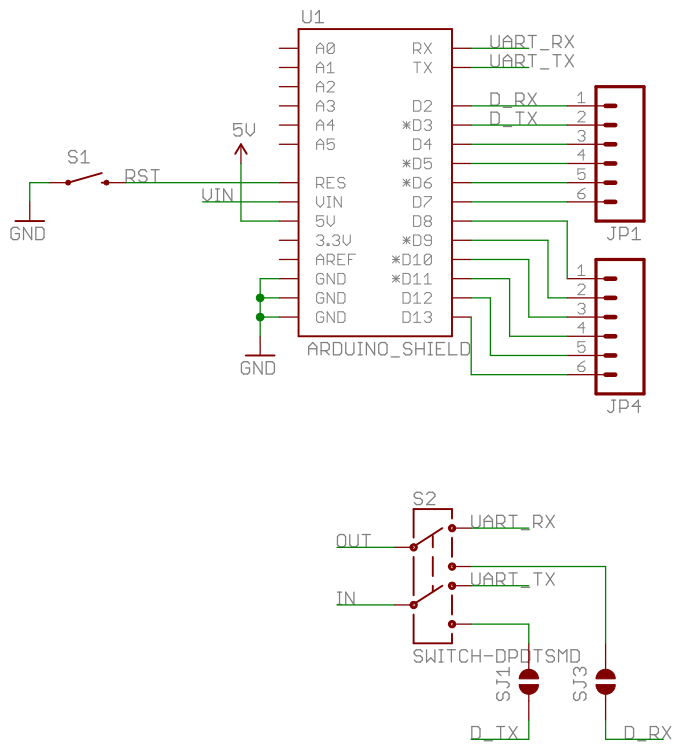 U1
A0 RX UART_RX
A1 TX UART_TX
A2
A3 D2 D_RX 1
A4 *D3 D_TX 2
5V A5 D4 3
*D5 4
S1 RST RES *D6 5
VIN VIN D7 6
5V D8
GND 3.3V *D9 JP1
AREF *D10
GND *D11 1
GND D12 2
GND D13 3
4
ARDUINO_SHIELD 5
GND 6
JP4
S2
UART_RX
OUT
UART_TX
IN
SWITCH-DPDTSMD
SJ1 SJ3
D_TX D_RX